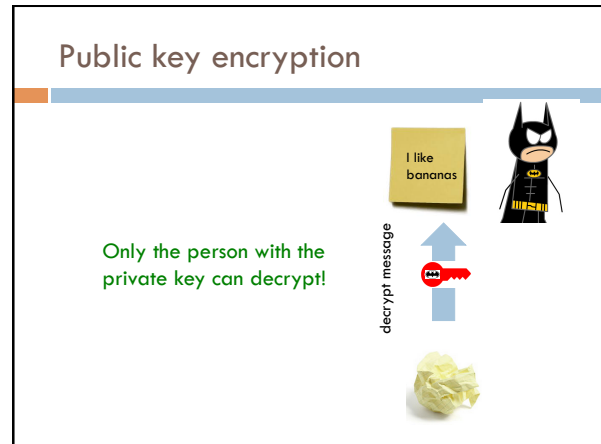 Public key encryption
I like
bananas
Only the person with the
private key can decrypt!
decrypt message